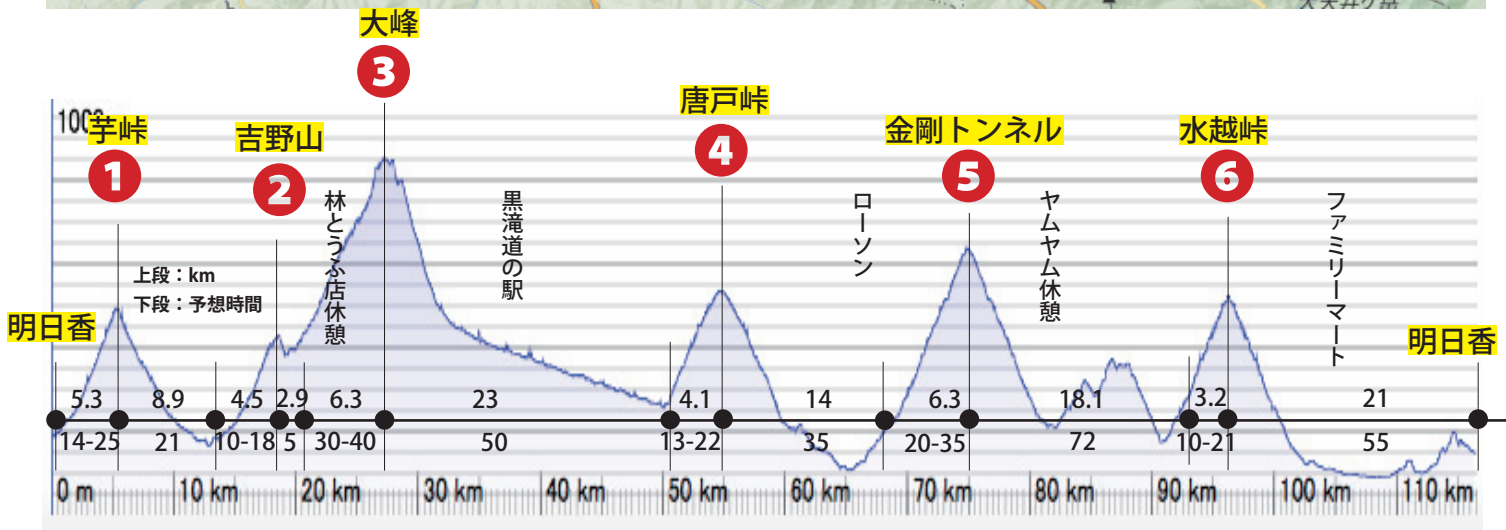 大天井ケ岳
大峰
3
1000
芋峠
1
吉野山
2
唐戸峠
4
金剛トンネル
5
水越峠
6
上段：km
下段：予想時間
林とうふ店休憩
黒滝道の駅
ローソン
ヤムヤム休憩
ファミリーマート
明日香
明日香
5.3 8.9 4.5 2.9 6.3 23 4.1 14 6.3 18.1 3.2 21
14-25 21 10-18 5 30-40 50 13-22 35 20-35 72 10-21 55
0 m 10 km 20 km 30 km 40 km 50 km 60 km 70 km 80 km 90 km 100 km 110 km